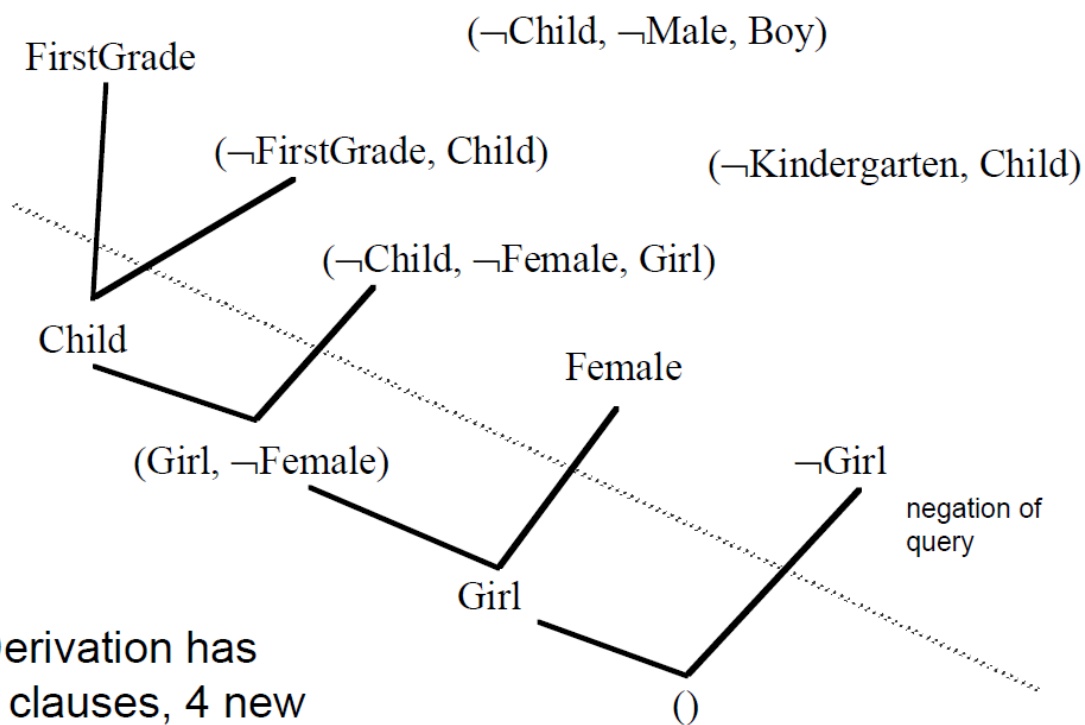 (¬Child, ¬Male, Boy)
FirstGrade
(¬FirstGrade, Child)
(¬Kindergarten, Child)
(¬Child, ¬Female, Girl)
Child
Female
(Girl, ¬Female)
¬Girl
negation of
query
Girl
has
clauses, 4 new
()